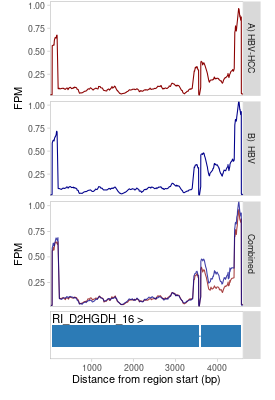 1.00
0.75
0.50
0.25
FPM
A) HBV-HCC
1.00
0.75
0.50
0.25
B) HBV
1.00
0.75
0.50
0.25
FPM
Combined
RI_D2HGDH_16 >
1000 2000 3000 4000
Distance from region start (bp)